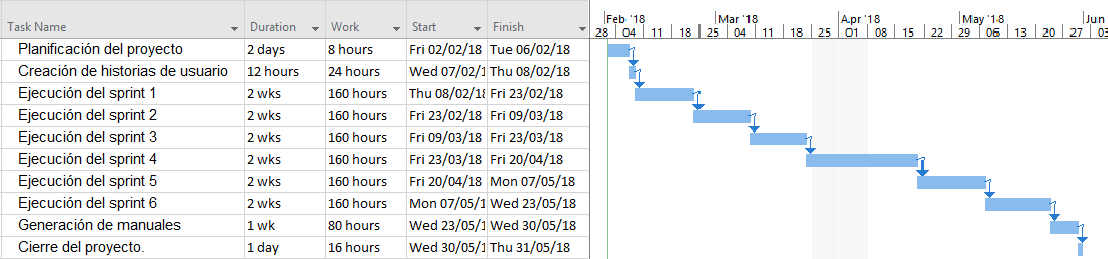 Task Name Duration Work Start Finish
Feb '18 Mar '18 Apr '18 May '18 Jun
28 04 11 18 25 04 11 18 25 01 08 15 22 29 06 13 20 27 03
Planificación del proyecto 2 days 8 hours Fri 02/02/18 Tue 06/02/18
Creación de historias de usuario 12 hours 24 hours Wed 07/02/1 Thu 08/02/18
Ejecución del sprint 1 2 wks 160 hours Thu 08/02/18 Fri 23/02/18
Ejecución del sprint 2 2 wks 160 hours Fri 23/02/18 Fri 09/03/18
Ejecución del sprint 3 2 wks 160 hours Fri 09/03/18 Fri 23/03/18
Ejecución del sprint 4 2 wks 160 hours Fri 23/03/18 Fri 20/04/18
Ejecución del sprint 5 2 wks 160 hours Fri 20/04/18 Mon 07/05/18
Ejecución del sprint 6 2 wks 160 hours Mon 07/05/1 Wed 23/05/18
Generación de manuales 1 wk 80 hours Wed 23/05/1 Wed 30/05/18
Cierre del proyecto. 1 day 16 hours Wed 30/05/1 Thu 31/05/18